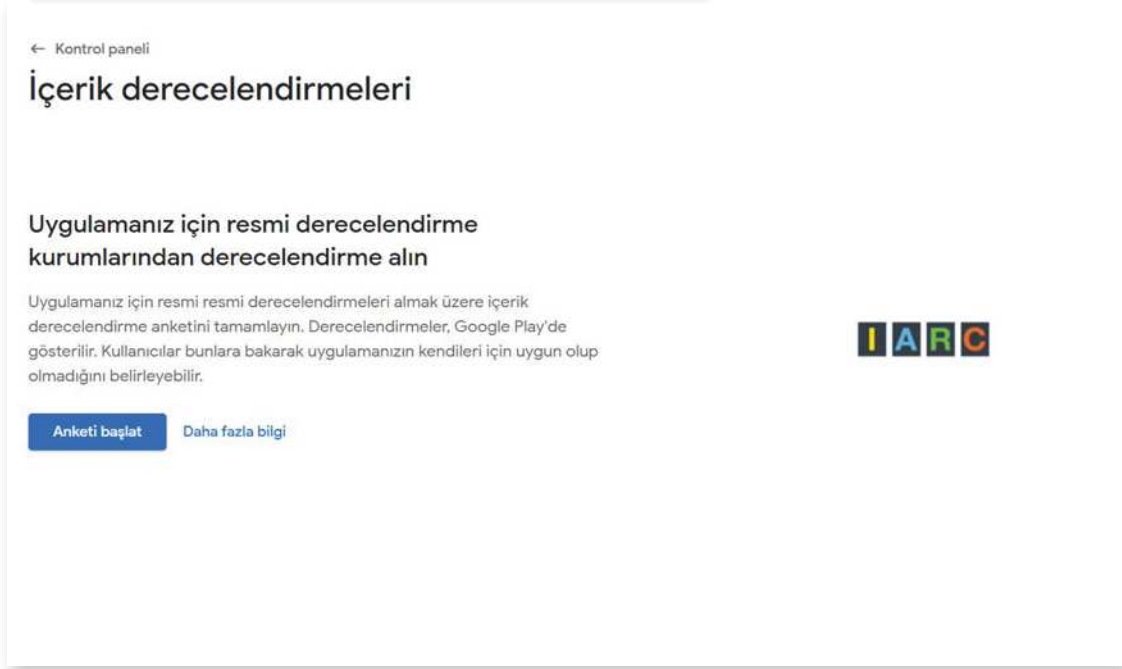 ← Kontrol paneli
İçerik derecelendirmeleri
Uygulamanız için resmi derecelendirme
kurumlarından derecelendirme alın
Uygulamanız için resmi resmi derecelendirmeleri almak üzere içerik
derecelendirme anketini tamamlayın. Derecelendirmeler, Google Play'de
gösterilir. Kullanıcılar bunlara bakarak uygulamanızın kendileri için uygun olup
olmadığını belirleyebilir.
IARC
Anketi başlat Daha fazla bilgi